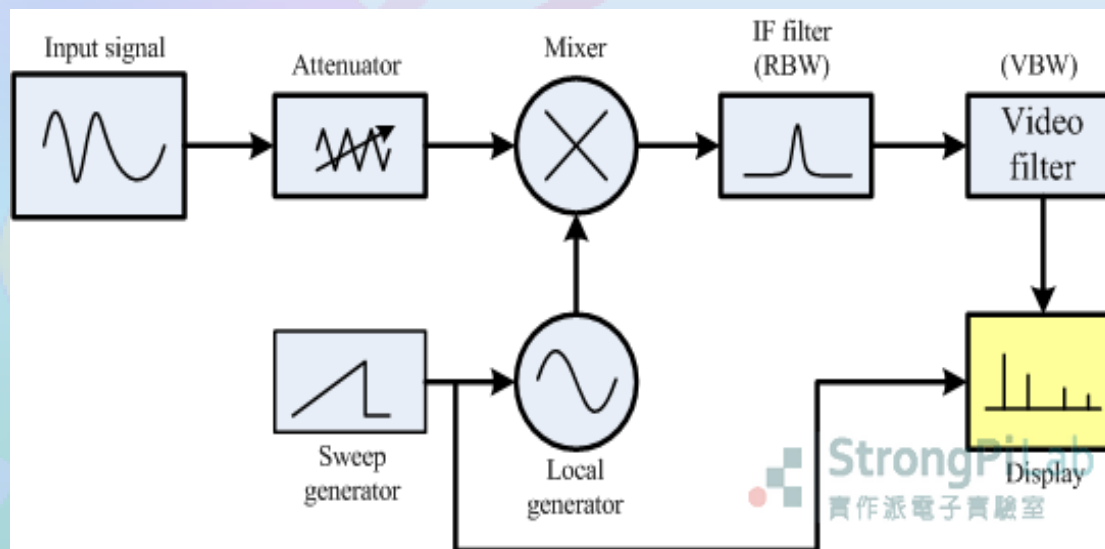 Input signal
Attenuator
Mixer
IF filter
(RBW)
(VBW)
Video
filter
Sweep
generator
Local
generator
Display
StrongPiLab
實作派電子實驗室